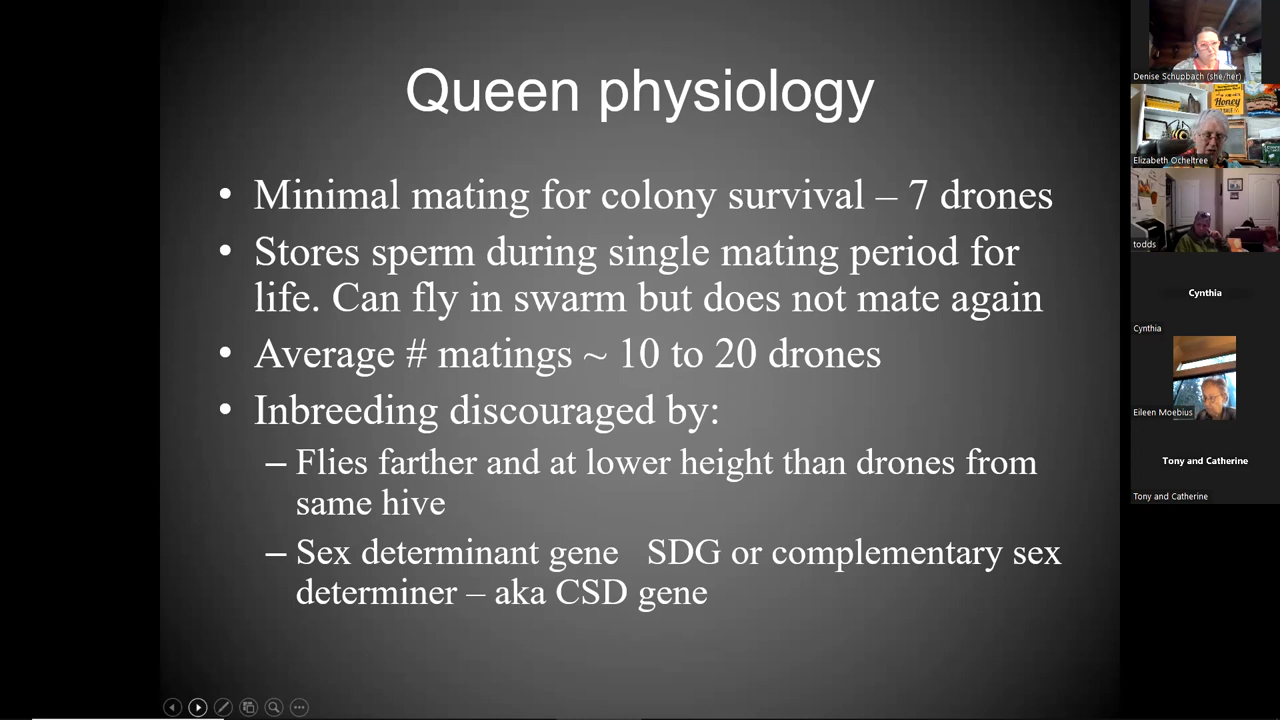 Queen physiology
• Minimal mating for colony survival – 7 drones
• Stores sperm during single mating period for
life. Can fly in swarm but does not mate again
• Average # matings ~ 10 to 20 drones
• Inbreeding discouraged by:
– Flies farther and at lower height than drones from
same hive
– Sex determinant gene   SDG or complementary sex
determiner – aka CSD gene
Denise Schupbach (she/her)
Honey
Elizabeth Ocheltree
todds
Cynthia
Cynthia
Eileen Moebius
Tony and Catherine
Tony and Catherine